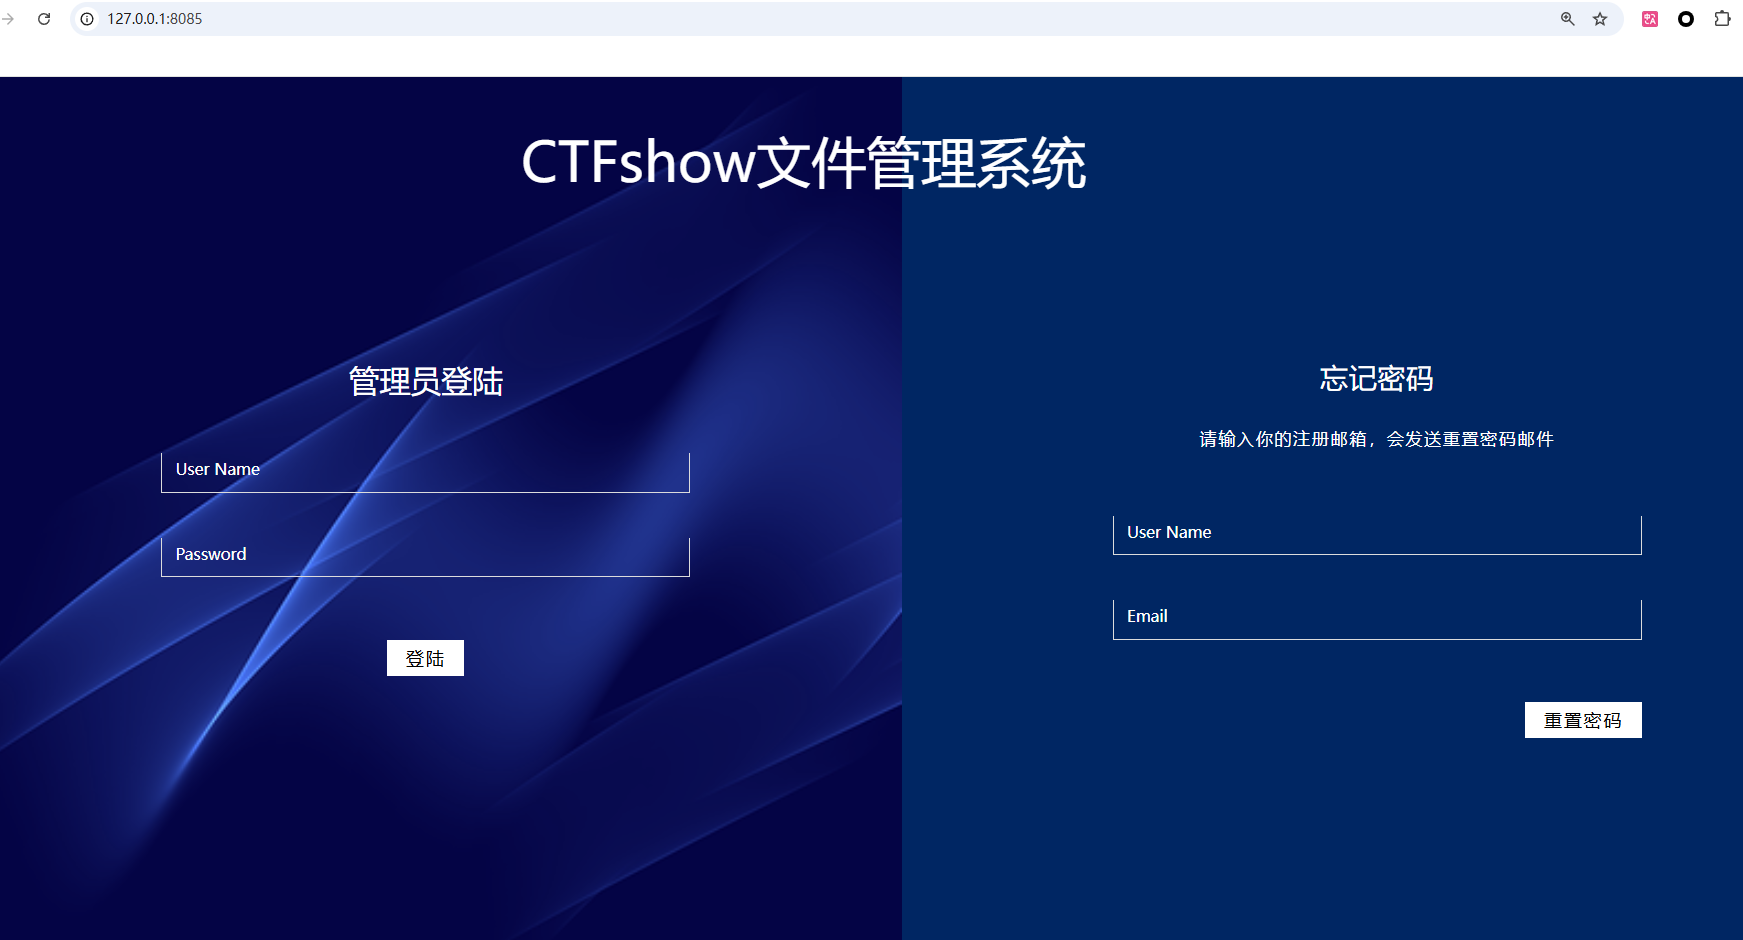 127.0.0.1:8085
CTFshow文件管理系统
管理员登陆
User Name
Password
登陆
忘记密码
请输入你的注册邮箱，会发送重置密码邮件
User Name
Email
重置密码